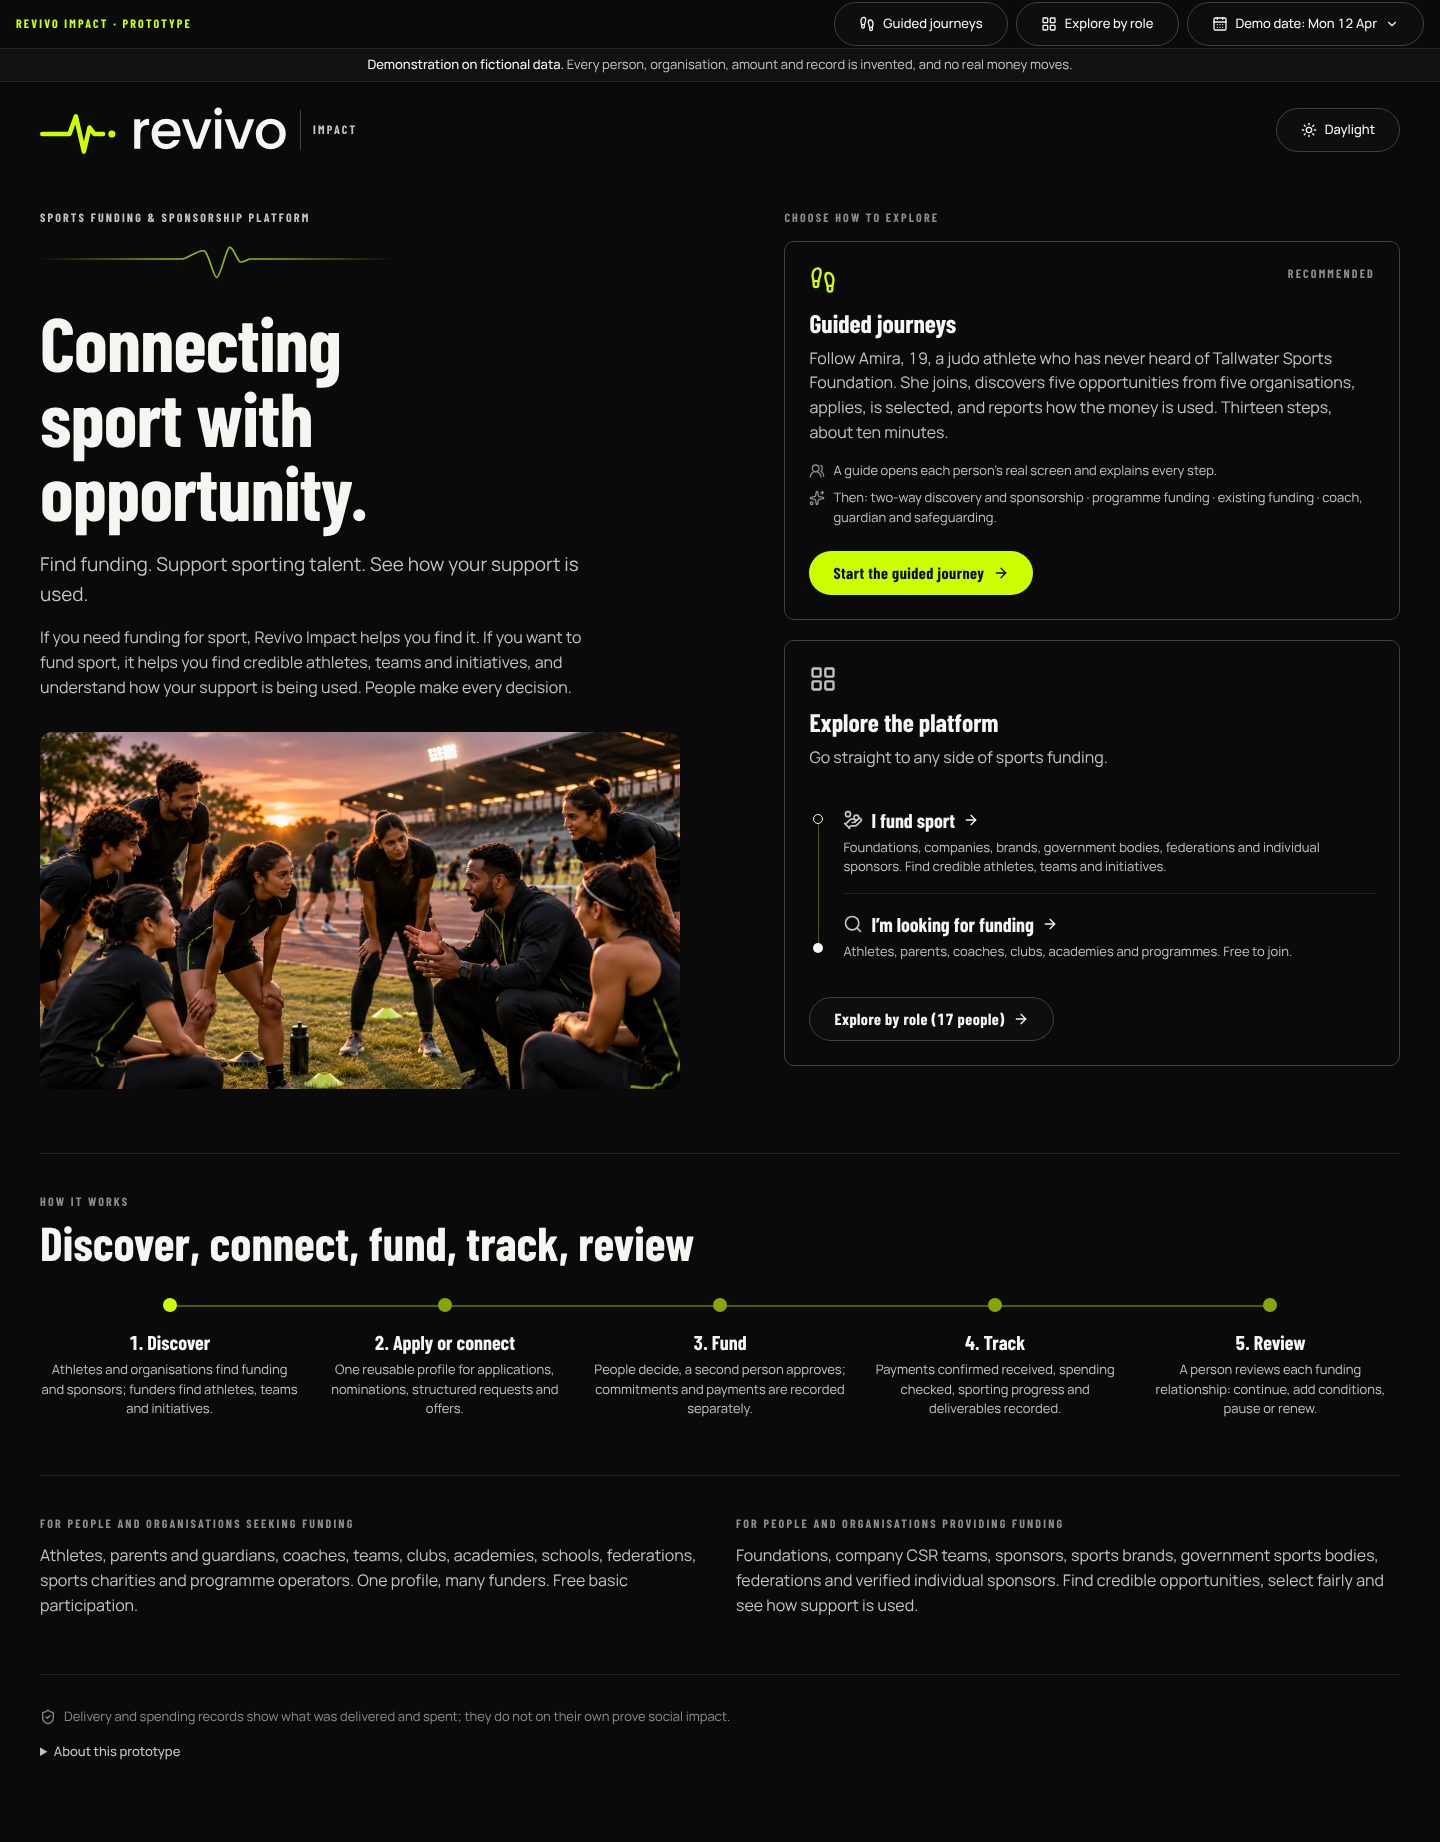 REVIVO IMPACT · PROTOTYPE
Guided journeys
Explore by role
Demo date: Mon 12 Apr
Demonstration on fictional data. Every person, organisation, amount and record is invented, and no real money moves.
revivo
IMPACT
Daylight
SPORTS FUNDING & SPONSORSHIP PLATFORM
Connecting
sport with
opportunity.
Find funding. Support sporting talent. See how your support is
used.
If you need funding for sport, Revivo Impact helps you find it. If you want to
fund sport, it helps you find credible athletes, teams and initiatives, and
understand how your support is being used. People make every decision.
CHOOSE HOW TO EXPLORE
RECOMMENDED
Guided journeys
Follow Amira, 19, a judo athlete who has never heard of Tallwater Sports
Foundation. She joins, discovers five opportunities from five organisations,
applies, is selected, and reports how the money is used. Thirteen steps,
about ten minutes.
A guide opens each person's real screen and explains every step.
Then: two-way discovery and sponsorship · programme funding · existing funding · coach,
guardian and safeguarding.
Start the guided journey
Explore the platform
Go straight to any side of sports funding.
I fund sport
Foundations, companies, brands, government bodies, federations and individual
sponsors. Find credible athletes, teams and initiatives.
I'm looking for funding
Athletes, parents, coaches, clubs, academies and programmes. Free to join.
Explore by role (17 people)
HOW IT WORKS
Discover, connect, fund, track, review
1. Discover
Athletes and organisations find funding
and sponsors; funders find athletes, teams
and initiatives.
2. Apply or connect
One reusable profile for applications,
nominations, structured requests and
offers.
3. Fund
People decide, a second person approves;
commitments and payments are recorded
separately.
4. Track
Payments confirmed received, spending
checked, sporting progress and
deliverables recorded.
5. Review
A person reviews each funding
relationship: continue, add conditions,
pause or renew.
FOR PEOPLE AND ORGANISATIONS SEEKING FUNDING
Athletes, parents and guardians, coaches, teams, clubs, academies, schools, federations,
sports charities and programme operators. One profile, many funders. Free basic
participation.
FOR PEOPLE AND ORGANISATIONS PROVIDING FUNDING
Foundations, company CSR teams, sponsors, sports brands, government sports bodies,
federations and verified individual sponsors. Find credible opportunities, select fairly and
see how support is used.
Delivery and spending records show what was delivered and spent; they do not on their own prove social impact.
About this prototype